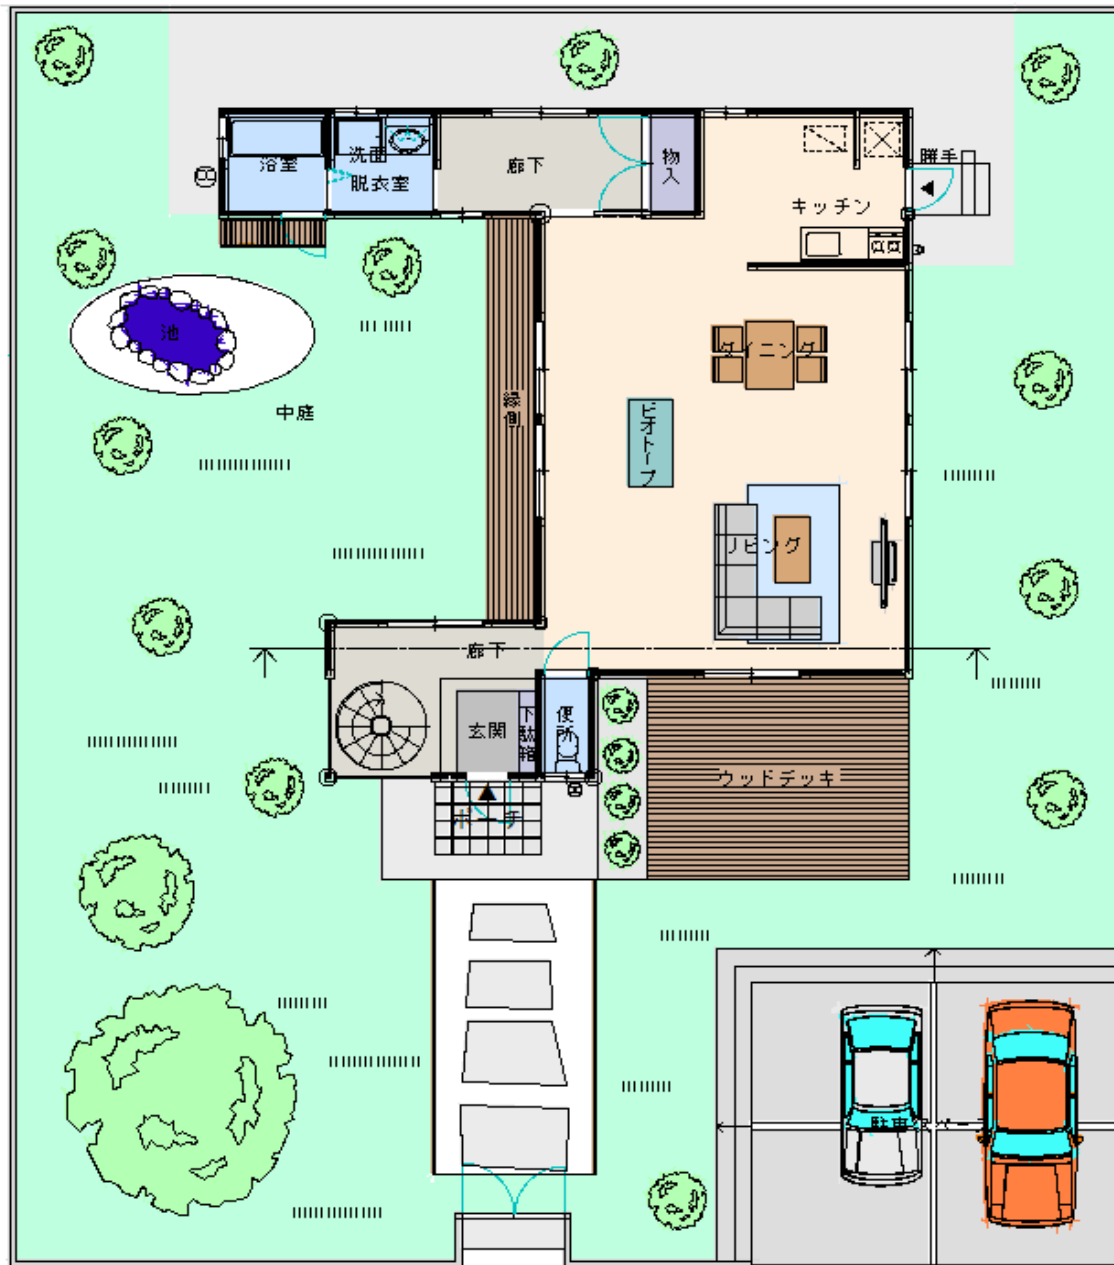 浴室
洗面
脱衣室
廊下
物入
勝手
キッチン
池
中庭
縁側
ダイニング
ビオトープ
リビング
廊下
玄関
下駄箱
便所
ポーチ
ウッドデッキ